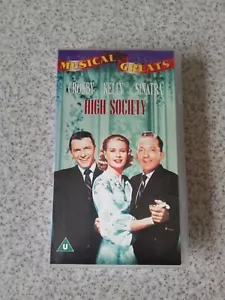 MUSICAL GREATS
CROSBY KELLY SINATRA
HIGH SOCIETY
U